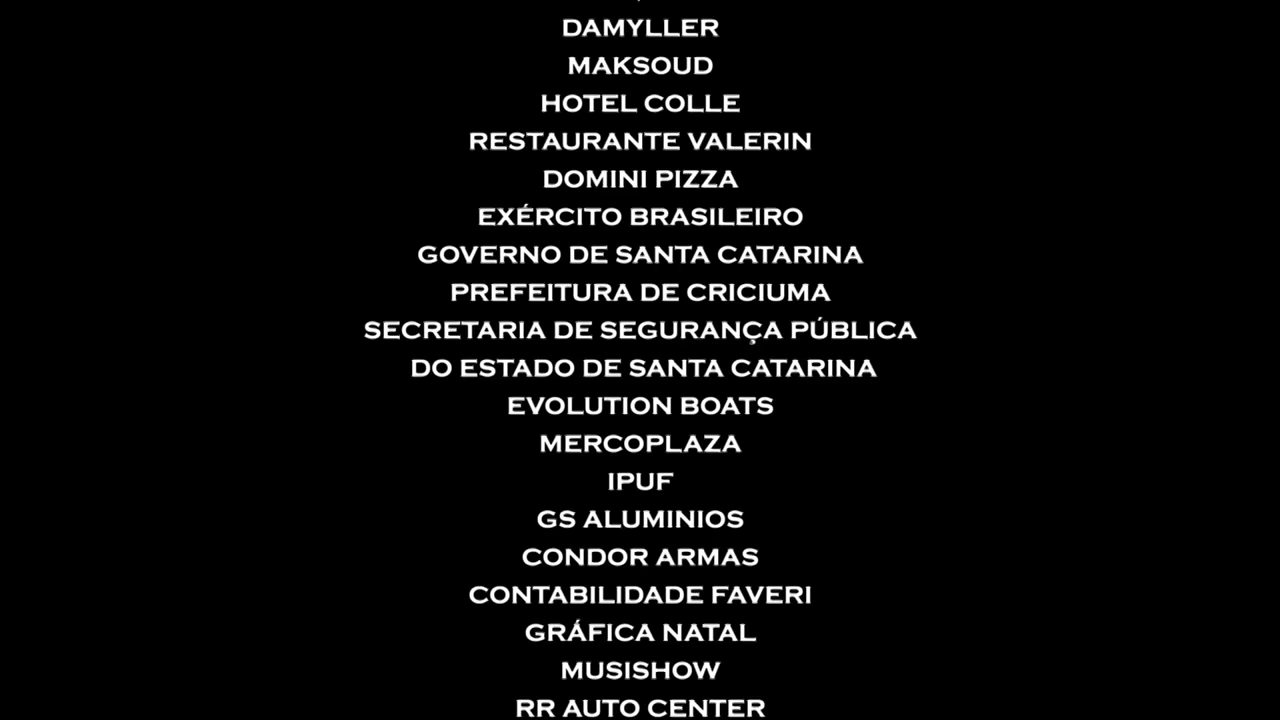 DAMYLLER
MAKSOUD
HOTEL COLLE
RESTAURANTE VALERIN
DOMINI PIZZA
EXÉRCITO BRASILEIRO
GOVERNO DE SANTA CATARINA
PREFEITURA DE CRICIUMA
SECRETARIA DE SEGURANÇA PÚBLICA
DO ESTADO DE SANTA CATARINA
EVOLUTION BOATS
MERCOPLAZA
IPUF
GS ALUMINIOS
CONDOR ARMAS
CONTABILIDADE FAVERI
GRÁFICA NATAL
MUSISHOW
RR AUTO CENTER